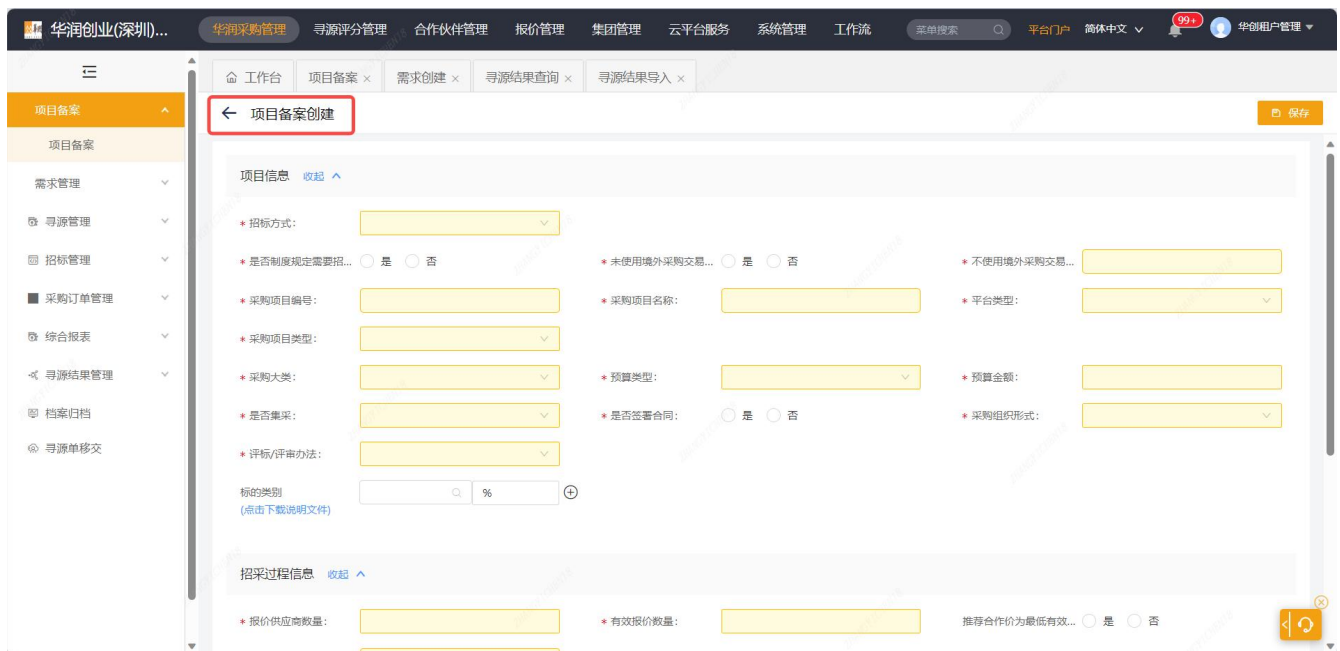 华润创业(深圳)... 华润采购管理 寻源评分管理 合作伙伴管理 报价管理 集团管理 云平台服务 系统管理 工作流 菜单搜索 平台门户 简体中文 99+ 华创租户管理
工作台 项目备案 × 需求创建 × 寻源结果查询 × 寻源结果导入 ×
项目备案
项目备案
需求管理
寻源管理
招标管理
采购订单管理
综合报表
寻源结果管理
档案归档
寻源单移交
← 项目备案创建 保存
项目信息 收起
* 招标方式:
* 是否制度规定需要招... 是 否 * 未使用境外采购交易... 是 否 * 不使用境外采购交易...
* 采购项目编号: * 采购项目名称: * 平台类型:
* 采购项目类型:
* 采购大类: * 预算类型: * 预算金额:
* 是否集采: * 是否签署合同: 是 否 * 采购组织形式:
* 评标/评审办法:
标的类别 %
(点击下载说明文件)
招采过程信息 收起
* 报价供应商数量: * 有效报价数量: 推荐合作价为最低有效... 是 否